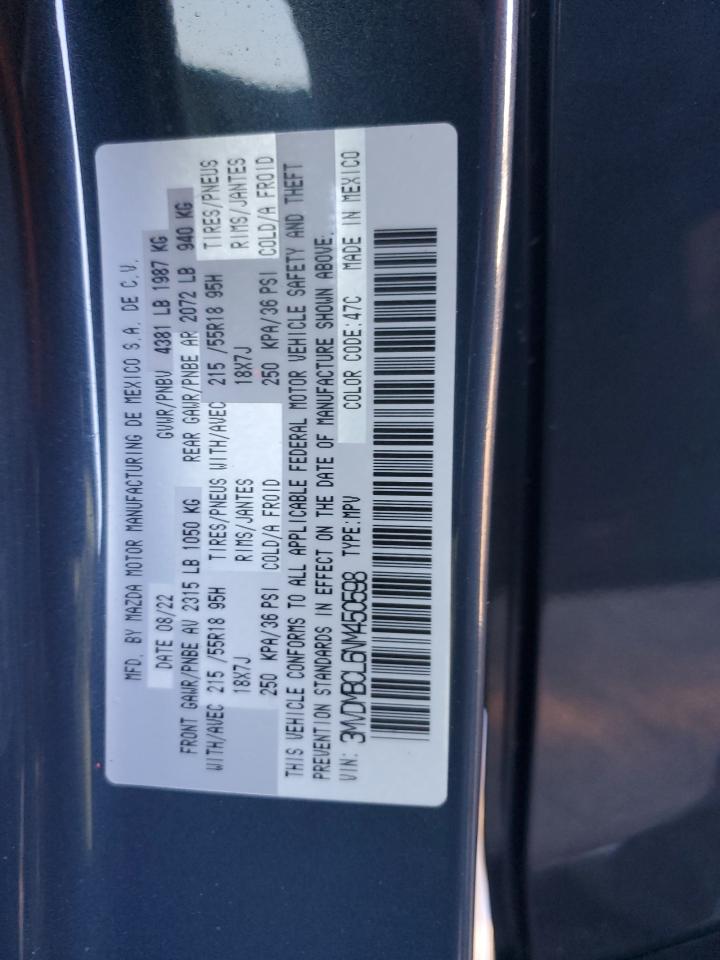 MFD. BY MAZDA MOTOR MANUFACTURING DE MEXICO S.A. DE C.V.
DATE 08/22 GVWR/PNBV 4381 LB 1987 KG
FRONT GAWR/PNBE AV 2315 LB 1050 KG REAR GAWR/PNBE AR 2072 LB 940 KG
WITH/AVEC 215 /55R18 95H TIRES/PNEUS WITH/AVEC 215 /55R18 95H TIRES/PNEUS
18X7J RIMS/JANTES 18X7J RIMS/JANTES
250 KPA/36 PSI COLD/A FROID 250 KPA/36 PSI COLD/A FROID
THIS VEHICLE CONFORMS TO ALL APPLICABLE FEDERAL MOTOR VEHICLE SAFETY AND THEFT
PREVENTION STANDARDS IN EFFECT ON THE DATE OF MANUFACTURE SHOWN ABOVE.
VIN: 3MVDMBCL6NM450598 TYPE:MPV COLOR CODE:47C MADE IN MEXICO